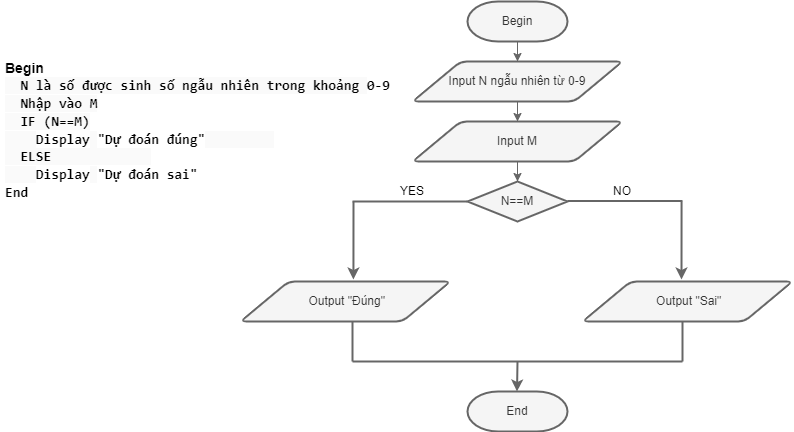 Begin
N là số được sinh số ngẫu nhiên trong khoảng 0-9
Nhập vào M
IF (N==M)
Display "Dự đoán đúng"
ELSE
Display "Dự đoán sai"
End
Begin
Input N ngẫu nhiên từ 0-9
Input M
N==M
YES
NO
Output "Đúng"
Output "Sai"
End